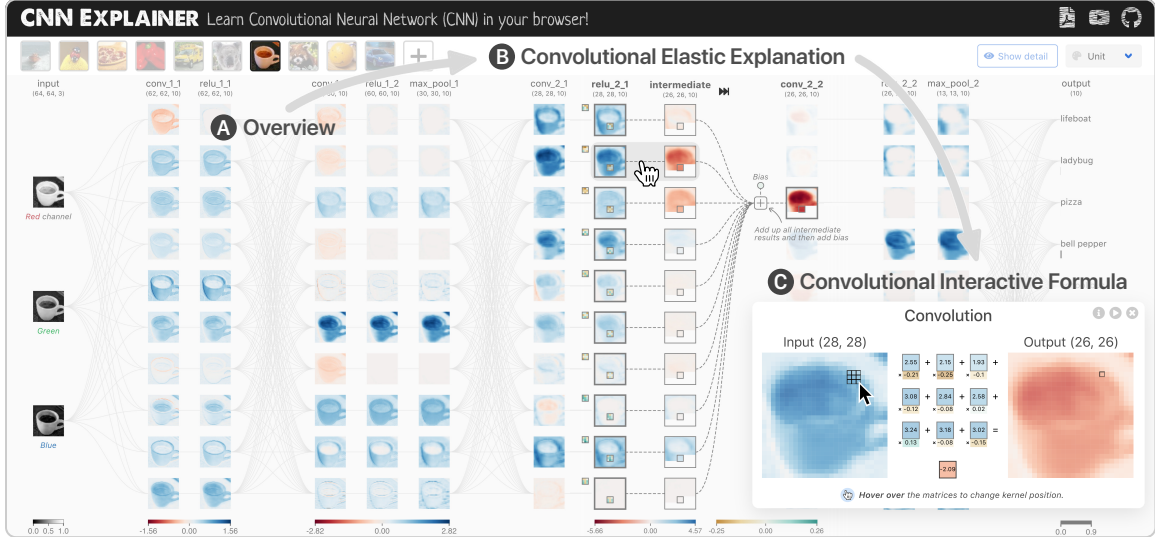 CNN EXPLAINER Learn Convolutional Neural Network (CNN) in your browser!
B Convolutional Elastic Explanation
Show detail
Unit
input
(64, 64, 3)
conv_1_1
(62, 62, 10)
relu_1_1
(62, 62, 10)
relu_1_2
(60, 60, 10)
max_pool_1
(30, 30, 10)
conv_2_1
(28, 28, 10)
relu_2_1
(28, 28, 10)
intermediate
(26, 26, 10)
conv_2_2
(26, 26, 10)
max_pool_2
(13, 13, 10)
output
(10)
A Overview
lifeboat
ladybug
pizza
bell pepper
Red channel
Green
Blue
Bias
Add up all intermediate
results and then add bias
C Convolutional Interactive Formula
Convolution
Input (28, 28)
Output (26, 26)
2.55 + 2.15 + 1.93 +
× -0.21 × -0.25 × -0.1
3.08 + 2.84 + 2.58 +
× -0.12 × -0.08 × 0.02
3.24 + 3.18 + 3.02 =
× 0.13 × -0.08 × -0.15
-2.09
Hover over the matrices to change kernel position.
0.0 0.5 1.0
-1.56 0.00 1.56
-2.82 0.00 2.82
-5.66 0.00 4.57
-0.25 0.00 0.26
0.0 0.9